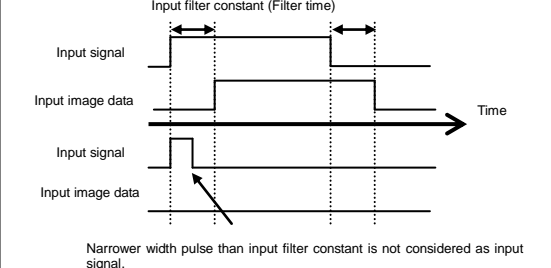 Input filter constant (Filter time)
Input signal
Input image data
Time
Input signal
Input image data
Narrower width pulse than input filter constant is not considered as input
signal.